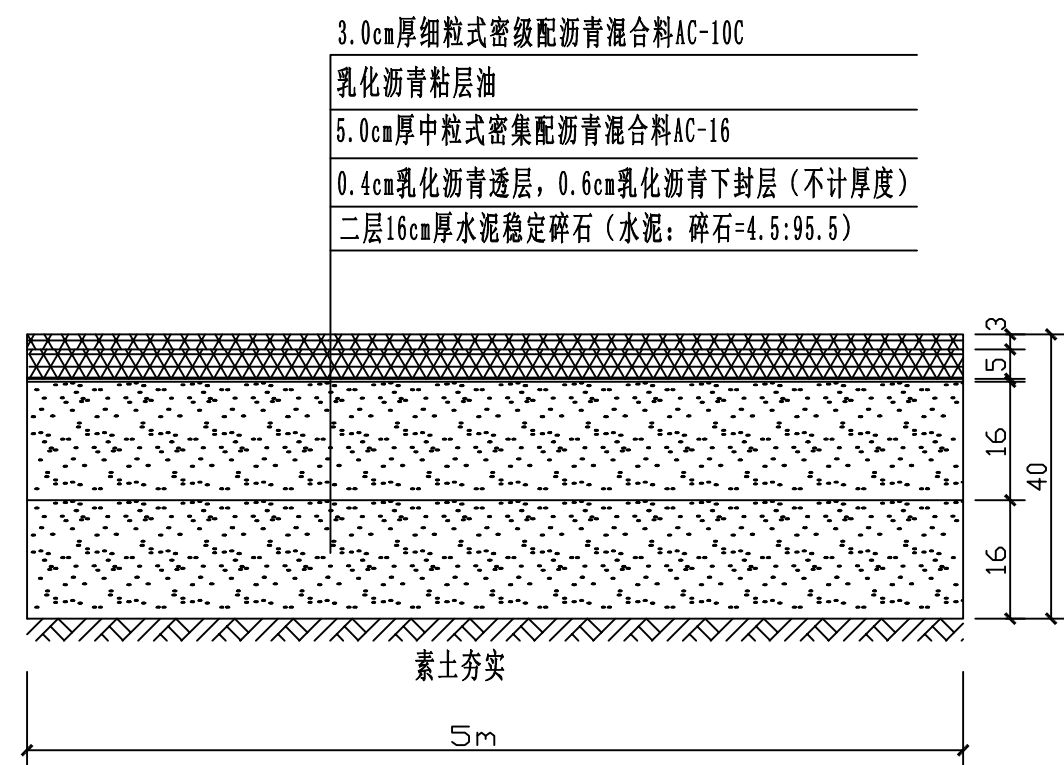 3.0cm厚细粒式密级配沥青混合料AC-10C
乳化沥青粘层油
5.0cm厚中粒式密集配沥青混合料AC-16
0.4cm乳化沥青透层，0.6cm乳化沥青下封层（不计厚度）
二层16cm厚水泥稳定碎石（水泥：碎石=4.5:95.5）
3
5
16
40
16
素土夯实
5m